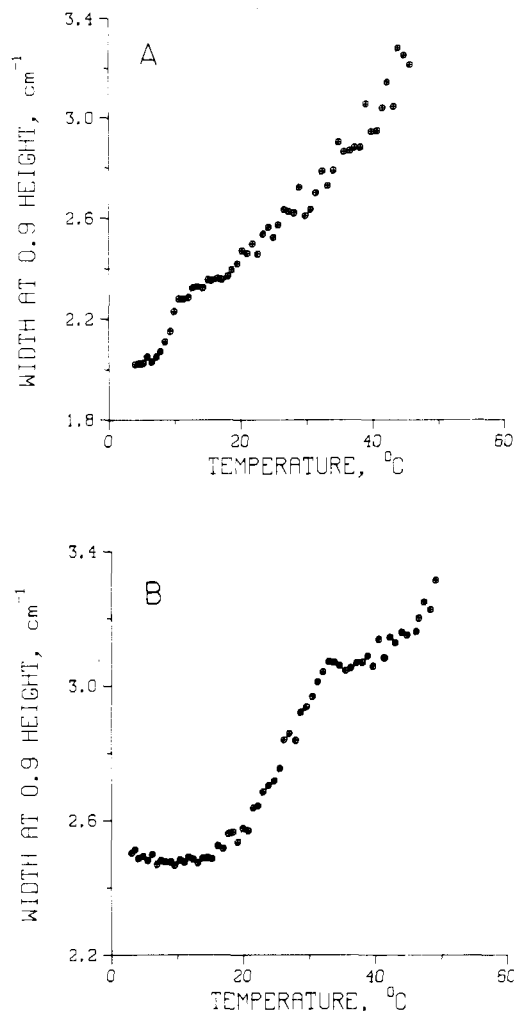 A
WIDTH AT 0.9 HEIGHT, cm⁻¹
3.4
3.0
2.6
2.2
1.8
0 20 40 60
TEMPERATURE, °C
B
WIDTH AT 0.9 HEIGHT, cm⁻¹
3.4
3.0
2.6
2.2
0 20 40 60
TEMPERATURE, °C